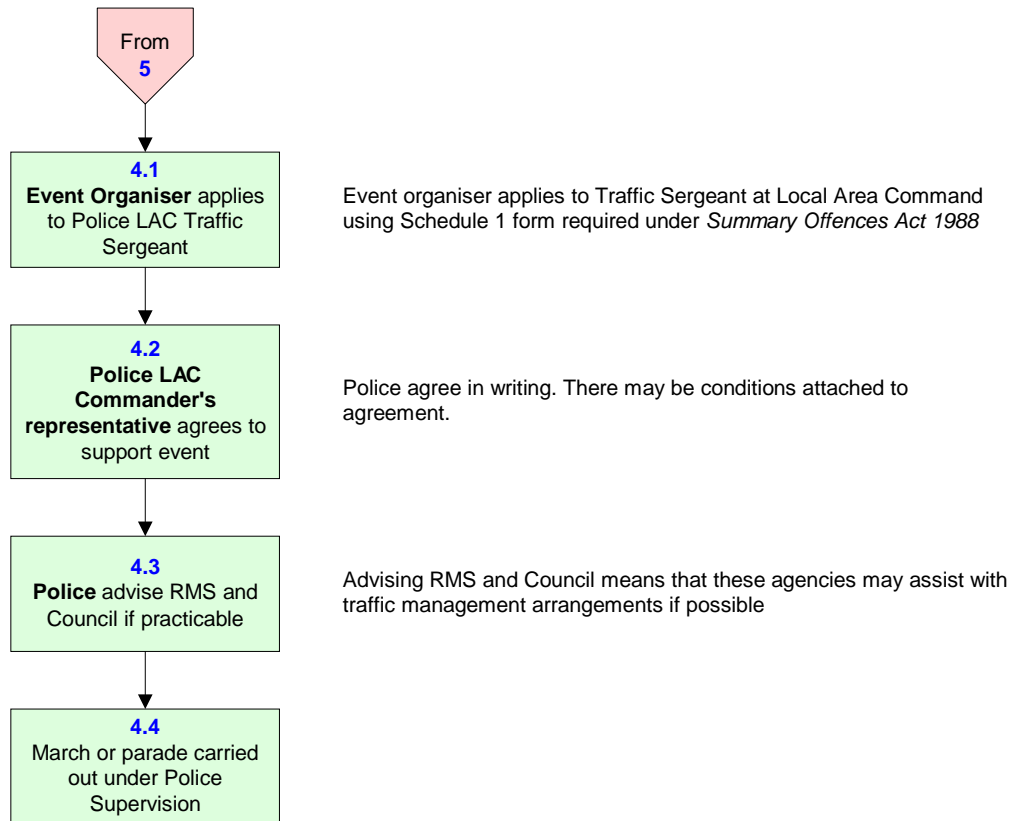 From
5
4.1
Event Organiser applies
to Police LAC Traffic
Sergeant
Event organiser applies to Traffic Sergeant at Local Area Command
using Schedule 1 form required under Summary Offences Act 1988
4.2
Police LAC
Commander's
representative agrees to
support event
Police agree in writing. There may be conditions attached to
agreement.
4.3
Police advise RMS and
Council if practicable
Advising RMS and Council means that these agencies may assist with
traffic management arrangements if possible
4.4
March or parade carried
out under Police
Supervision